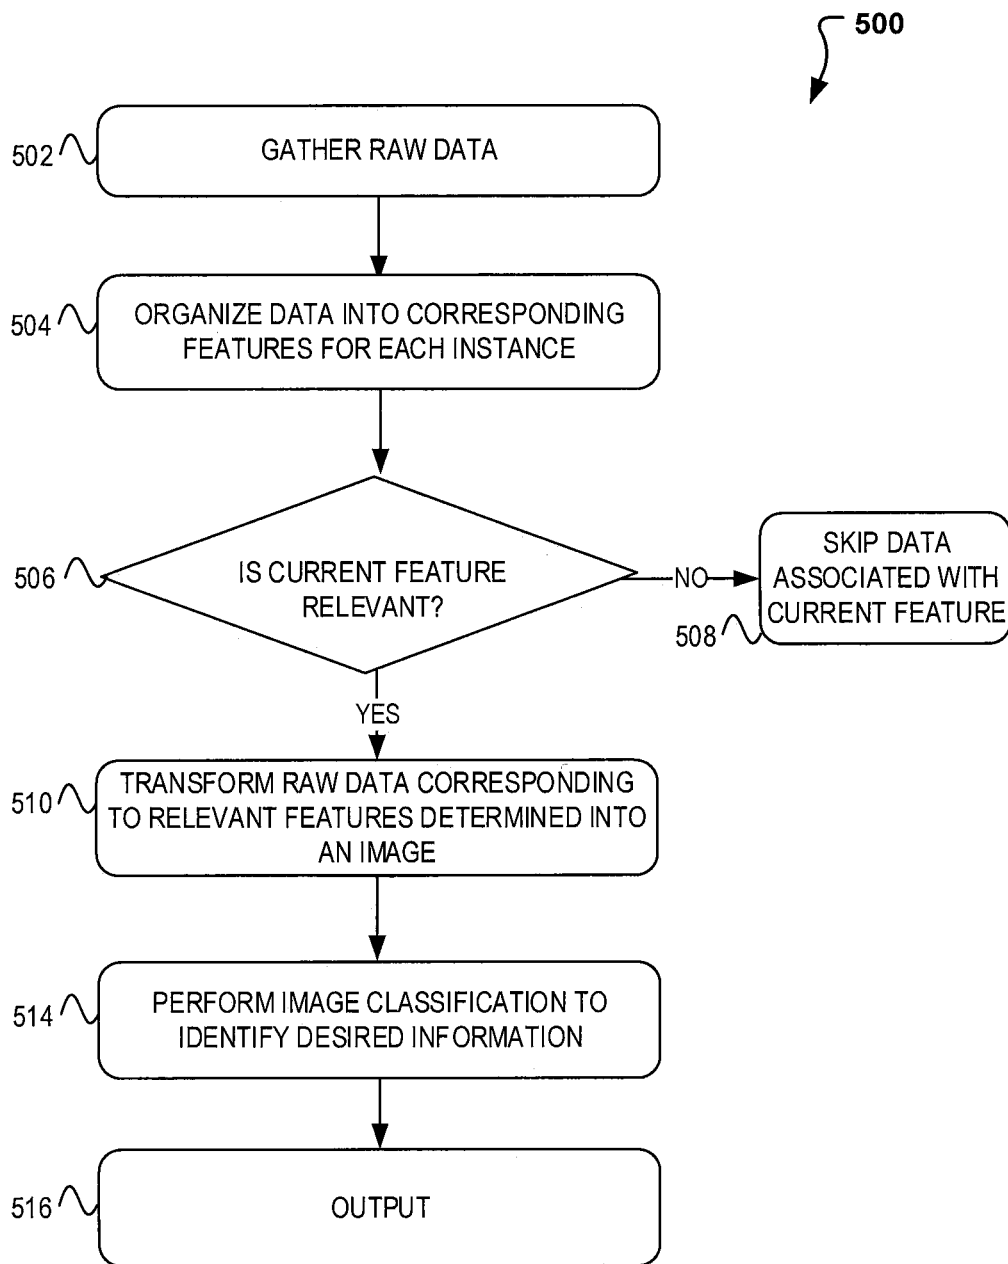 500
502
GATHER RAW DATA
504
ORGANIZE DATA INTO CORRESPONDING
FEATURES FOR EACH INSTANCE
506
IS CURRENT FEATURE
RELEVANT?
NO
SKIP DATA
ASSOCIATED WITH
CURRENT FEATURE
508
YES
510
TRANSFORM RAW DATA CORRESPONDING
TO RELEVANT FEATURES DETERMINED INTO
AN IMAGE
514
PERFORM IMAGE CLASSIFICATION TO
IDENTIFY DESIRED INFORMATION
516
OUTPUT